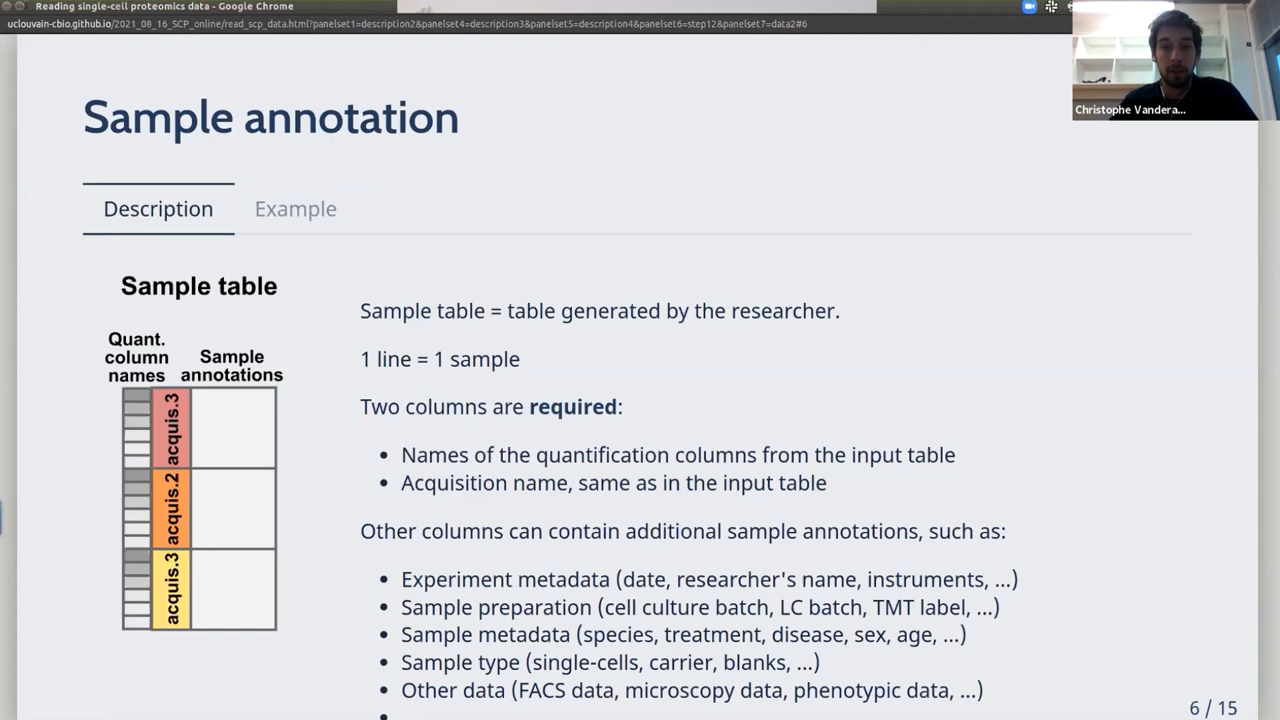 Reading single-cell proteomics data - Google Chrome
uclouvain-cbio.github.io/2021_08_16_SCP_online/read_scp_data.html?panelset1=description2&panelset4=description3&panelset5=description4&panelset6=step12&panelset7=data2#6
Christophe Vandera...
Sample annotation
Description Example
Sample table
Quant.
column
names
Sample
annotations
acquis.3
acquis.2
acquis.3
Sample table = table generated by the researcher.
1 line = 1 sample
Two columns are required:
• Names of the quantification columns from the input table
• Acquisition name, same as in the input table
Other columns can contain additional sample annotations, such as:
• Experiment metadata (date, researcher's name, instruments, ...)
• Sample preparation (cell culture batch, LC batch, TMT label, ...)
• Sample metadata (species, treatment, disease, sex, age, ...)
• Sample type (single-cells, carrier, blanks, ...)
• Other data (FACS data, microscopy data, phenotypic data, ...)
6 / 15